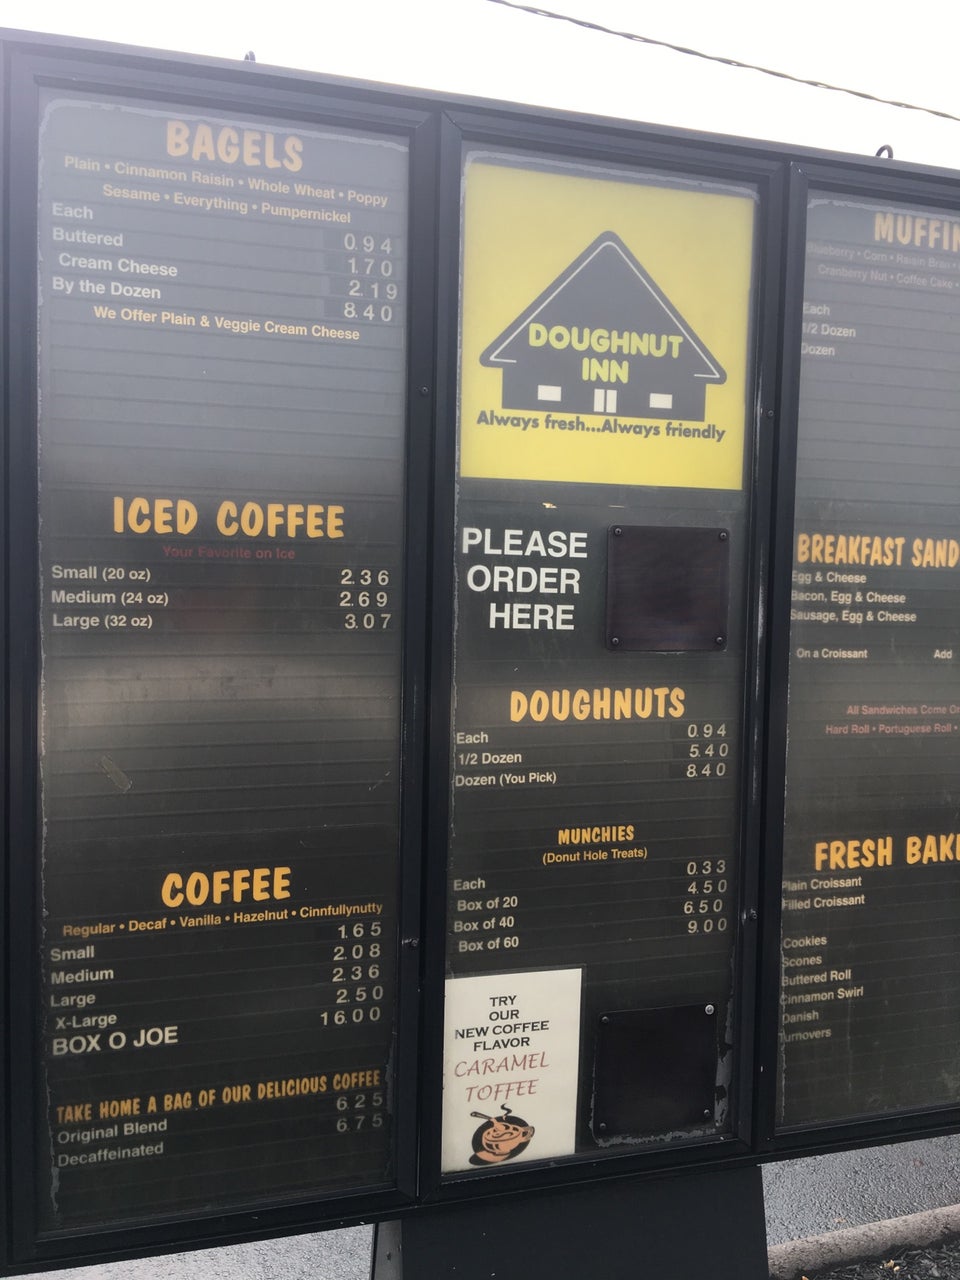 BAGELS
Plain • Cinnamon Raisin • Whole Wheat • Poppy
Sesame • Everything • Pumpernickel
Each 0.94
Buttered 1.70
Cream Cheese 2.19
By the Dozen 8.40
We Offer Plain & Veggie Cream Cheese
ICED COFFEE
Your Favorite on Ice
Small (20 oz) 2.36
Medium (24 oz) 2.69
Large (32 oz) 3.07
COFFEE
Regular • Decaf • Vanilla • Hazelnut • Cinnfullynutty
Small 1.65
Medium 2.08
Large 2.36
X-Large 2.50
BOX O JOE 16.00
TAKE HOME A BAG OF OUR DELICIOUS COFFEE
Original Blend 6.25
Decaffeinated 6.75
DOUGHNUT
INN
Always fresh...Always friendly
PLEASE
ORDER
HERE
DOUGHNUTS
Each 0.94
1/2 Dozen 5.40
Dozen (You Pick) 8.40
MUNCHIES
(Donut Hole Treats)
Each 0.33
Box of 20 4.50
Box of 40 6.50
Box of 60 9.00
TRY
OUR
NEW COFFEE
FLAVOR
CARAMEL
TOFFEE
MUFFIN
Blueberry • Corn • Raisin Bran •
Cranberry Nut • Coffee Cake •
Each
1/2 Dozen
Dozen
BREAKFAST SAND
Egg & Cheese
Bacon, Egg & Cheese
Sausage, Egg & Cheese
On a Croissant Add
All Sandwiches Come On
Hard Roll • Portuguese Roll •
FRESH BAKE
Plain Croissant
Filled Croissant
Cookies
Scones
Buttered Roll
Cinnamon Swirl
Danish
Turnovers